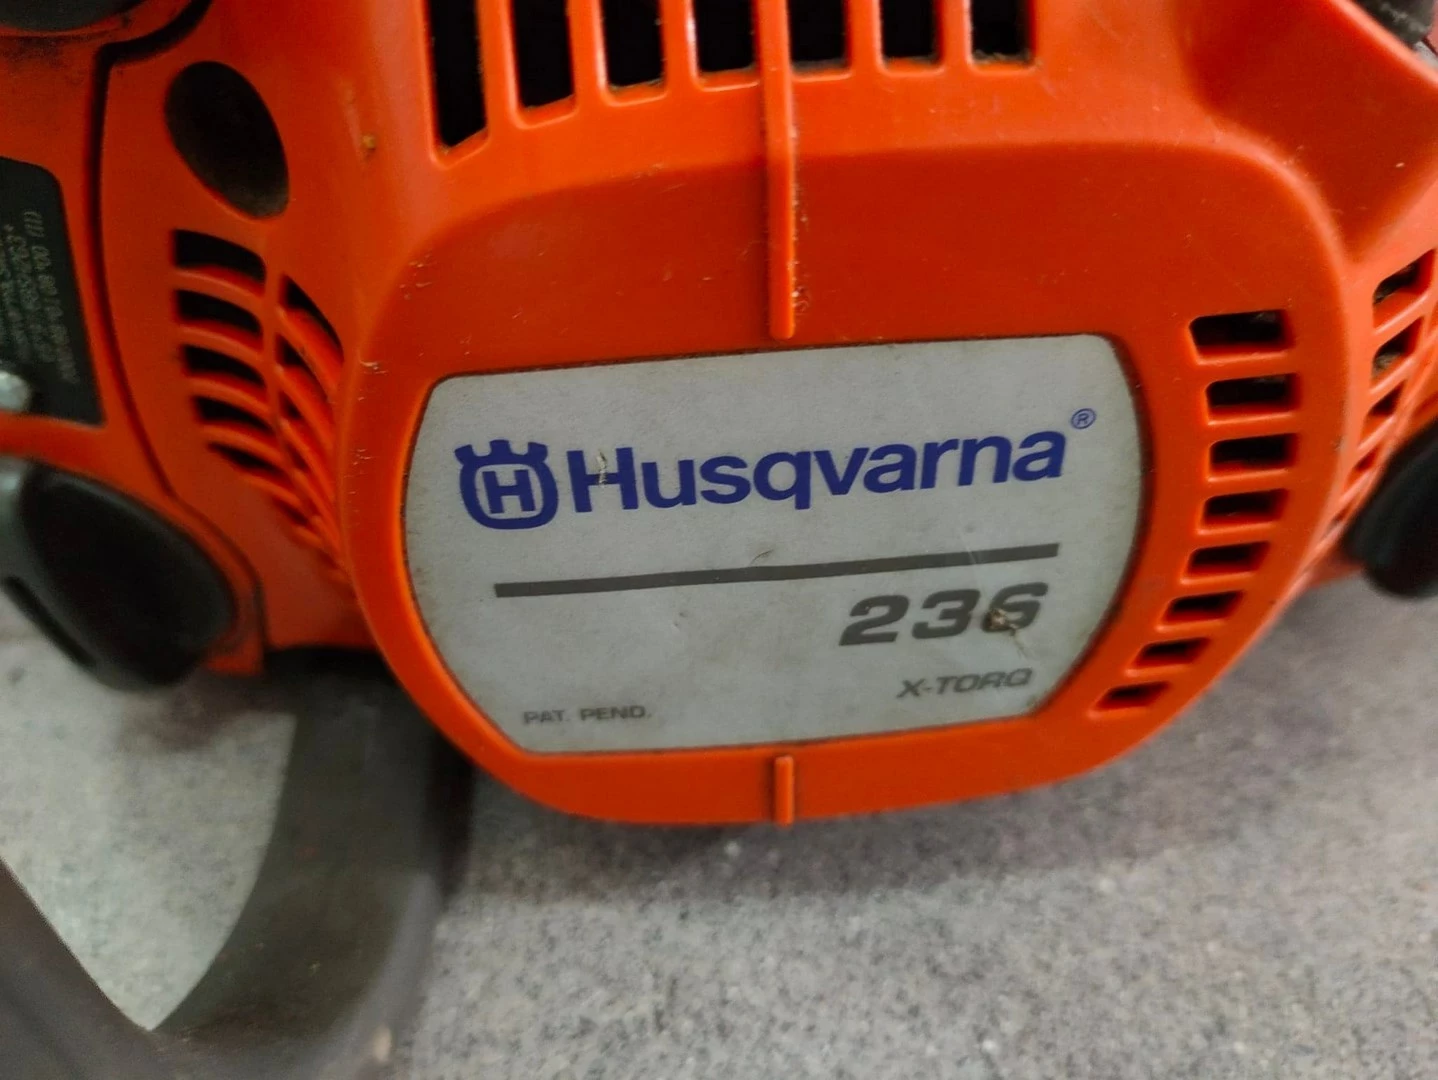 H Husqvarna®
236
X-TORQ
PAT. PEND.